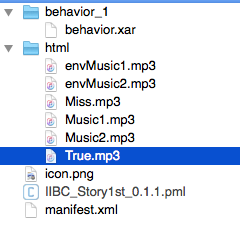 behavior_1
behavior.xar
html
envMusic1.mp3
envMusic2.mp3
Miss.mp3
Music1.mp3
Music2.mp3
True.mp3
icon.png
IIBC_Story1st_0.1.1.pml
manifest.xml